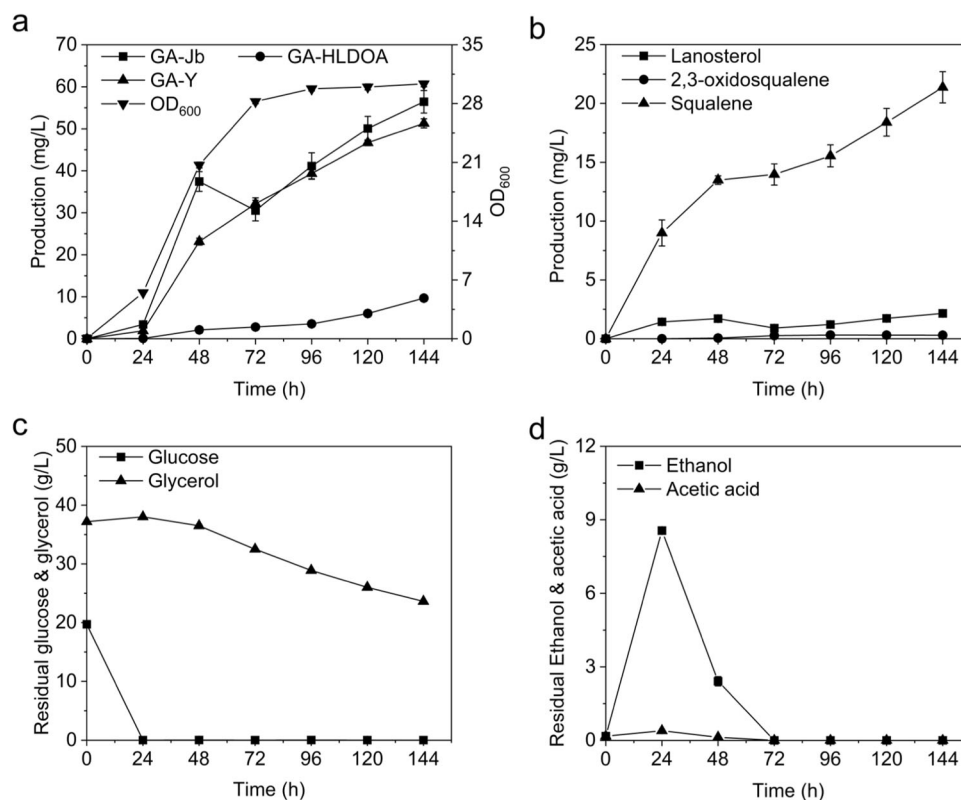 a
70
60
50
40
30
20
10
0
Production (mg/L)
GA-Jb
GA-HLDOA
GA-Y
OD600
35
28
21
14
7
0
OD600
0 24 48 72 96 120 144
Time (h)
b
25
20
15
10
5
0
Production (mg/L)
Lanosterol
2,3-oxidosqualene
Squalene
0 24 48 72 96 120 144
Time (h)
c
50
40
30
20
10
0
Residual glucose & glycerol (g/L)
Glucose
Glycerol
0 24 48 72 96 120 144
Time (h)
d
12
9
6
3
0
Residual Ethanol & acetic acid (g/L)
Ethanol
Acetic acid
0 24 48 72 96 120 144
Time (h)